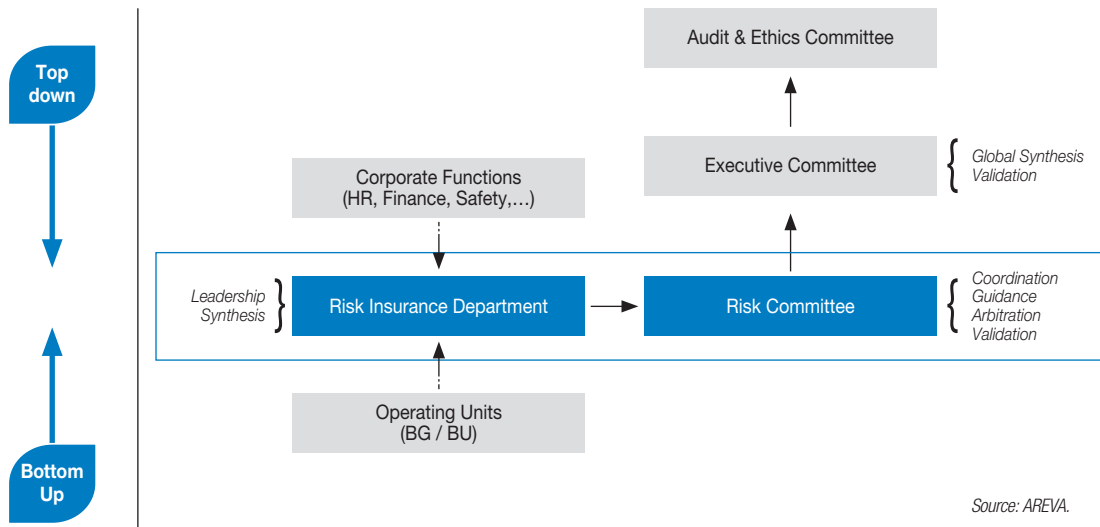 Top
down
Audit & Ethics Committee
Executive Committee
Global Synthesis
Validation
Corporate Functions
(HR, Finance, Safety,...)
Leadership
Synthesis
Risk Insurance Department
Risk Committee
Coordination
Guidance
Arbitration
Validation
Operating Units
(BG / BU)
Bottom
Up
Source: AREVA.